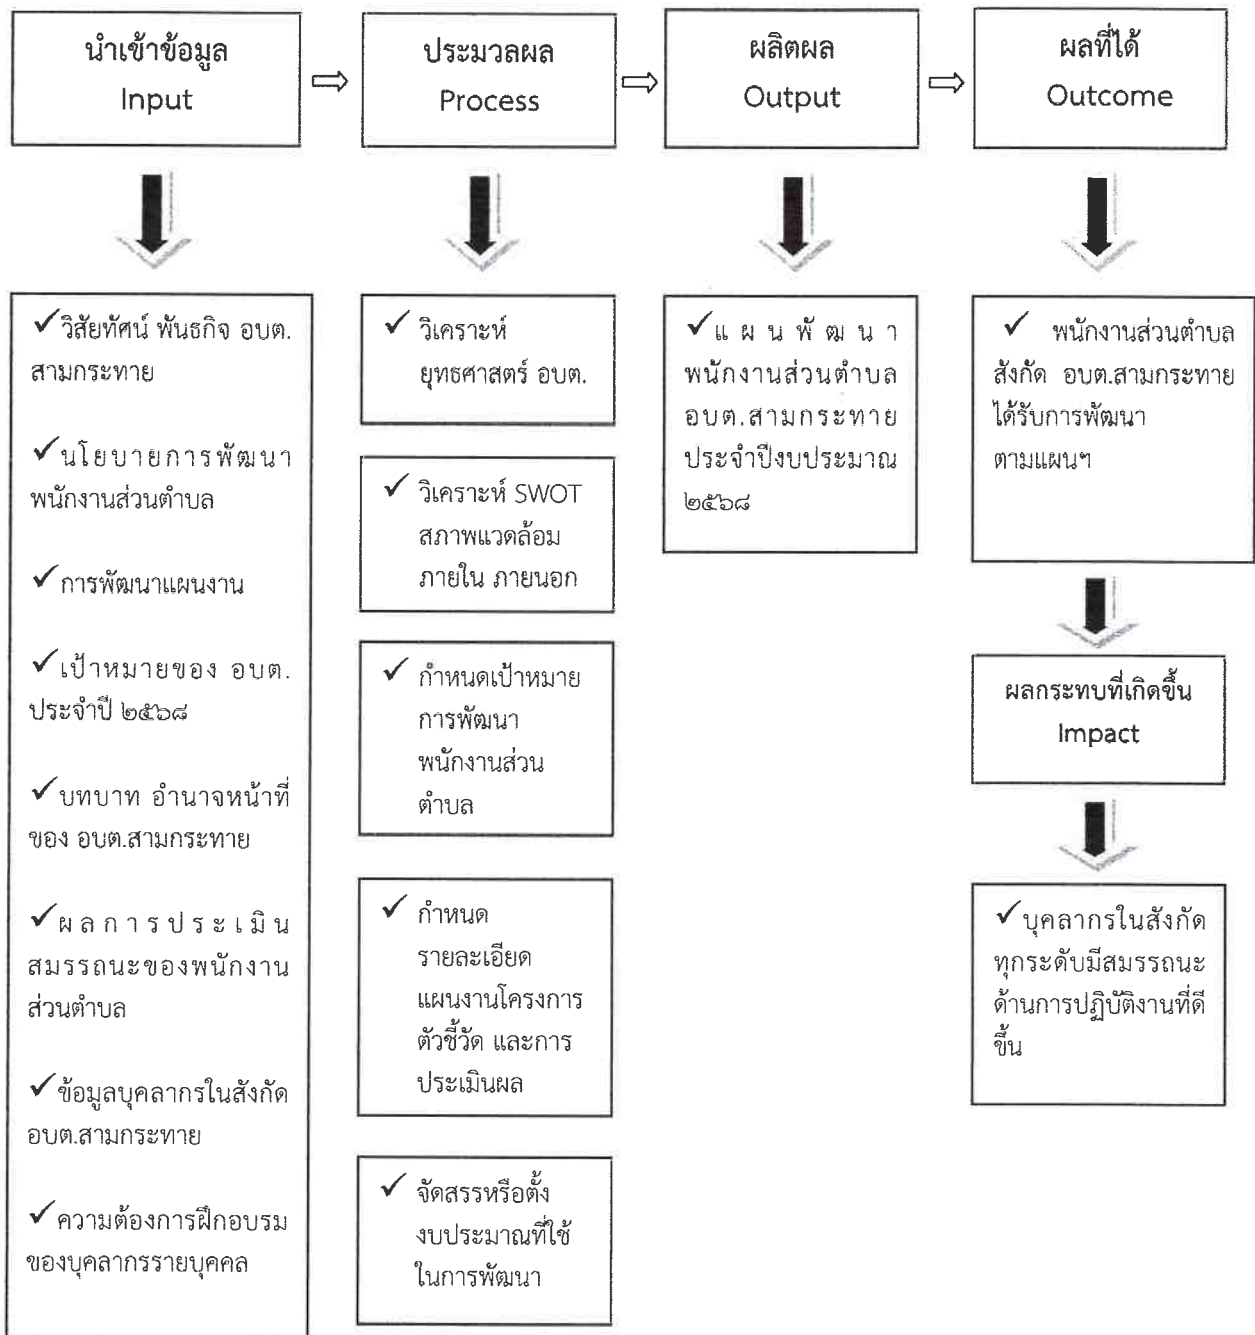 นำเข้าข้อมูล
Input
ประมวลผล
Process
ผลิตผล
Output
ผลที่ได้
Outcome
✓วิสัยทัศน์ พันธกิจ อบต.
สามกระทาย
✓นโยบายการพัฒนา
พนักงานส่วนตำบล
✓การพัฒนาแผนงาน
✓เป้าหมายของ อบต.
ประจำปี ๒๕๖๘
✓บทบาท อำนาจหน้าที่
ของ อบต.สามกระทาย
✓ผลการประเมิน
สมรรถนะของพนักงาน
ส่วนตำบล
✓ข้อมูลบุคลากรในสังกัด
อบต.สามกระทาย
✓ความต้องการฝึกอบรม
ของบุคลากรรายบุคคล
✓ วิเคราะห์
ยุทธศาสตร์ อบต.
✓ วิเคราะห์ SWOT
สภาพแวดล้อม
ภายใน ภายนอก
✓ กำหนดเป้าหมาย
การพัฒนา
พนักงานส่วน
ตำบล
✓ กำหนด
รายละเอียด
แผนงานโครงการ
ตัวชี้วัด และการ
ประเมินผล
✓ จัดสรรหรือตั้ง
งบประมาณที่ใช้
ในการพัฒนา
✓แผนพัฒนา
พนักงานส่วนตำบล
อบต.สามกระทาย
ประจำปีงบประมาณ
๒๕๖๘
✓ พนักงานส่วนตำบล
สังกัด อบต.สามกระทาย
ได้รับการพัฒนา
ตามแผนฯ
ผลกระทบที่เกิดขึ้น
Impact
✓บุคลากรในสังกัด
ทุกระดับมีสมรรถนะ
ด้านการปฏิบัติงานที่ดี
ขึ้น